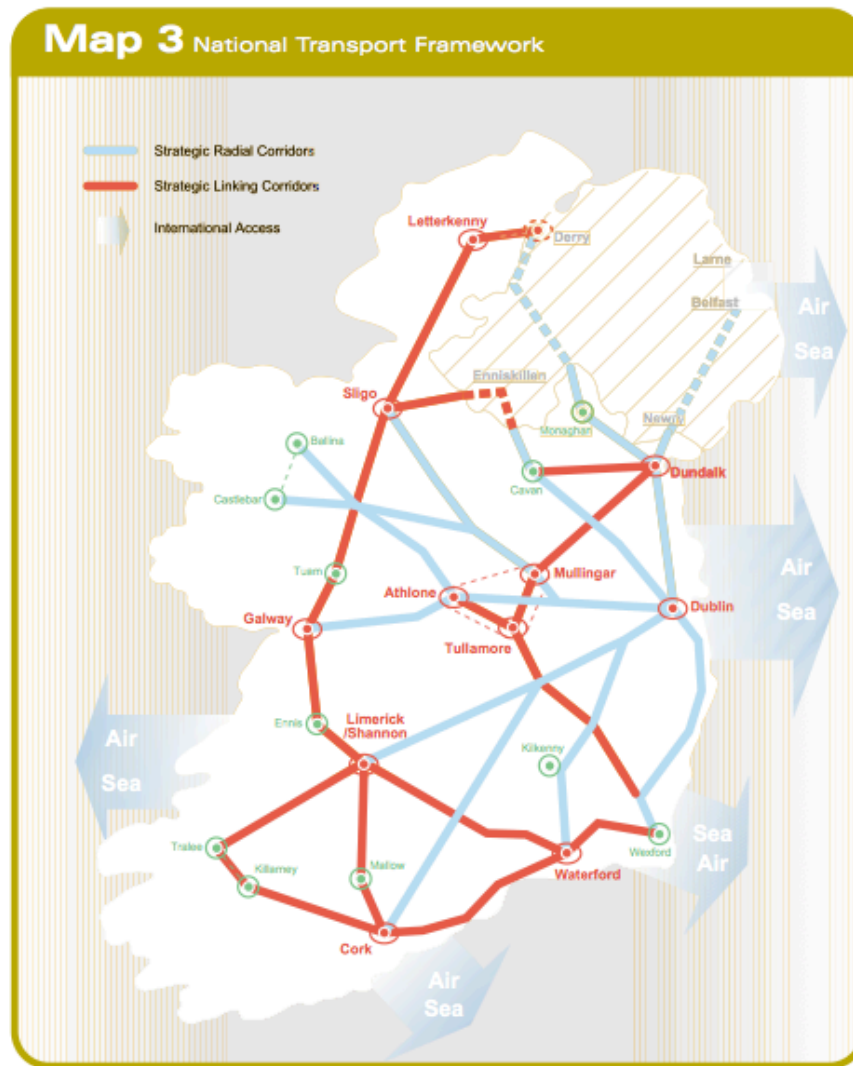 Map 3 National Transport Framework
Strategic Radial Corridors
Strategic Linking Corridors
International Access
Letterkenny
Derry
Larne
Belfast
Air
Sea
Enniskillen
Sligo
Monaghan
Newry
Ballina
Cavan
Dundalk
Castlebar
Tuam
Mullingar
Athlone
Air
Sea
Dublin
Galway
Tullamore
Ennis
Limerick
/Shannon
Kilkenny
Air
Sea
Tralee
Killarney
Mallow
Wexford
Sea
Air
Waterford
Cork
Air
Sea